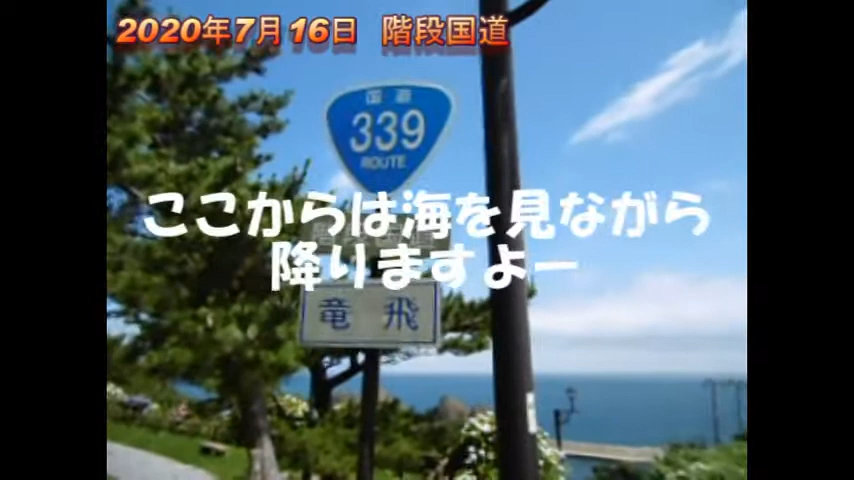 2020年7月16日 階段国道
国道
339
ROUTE
ここからは海を見ながら
降りますよー
竜飛